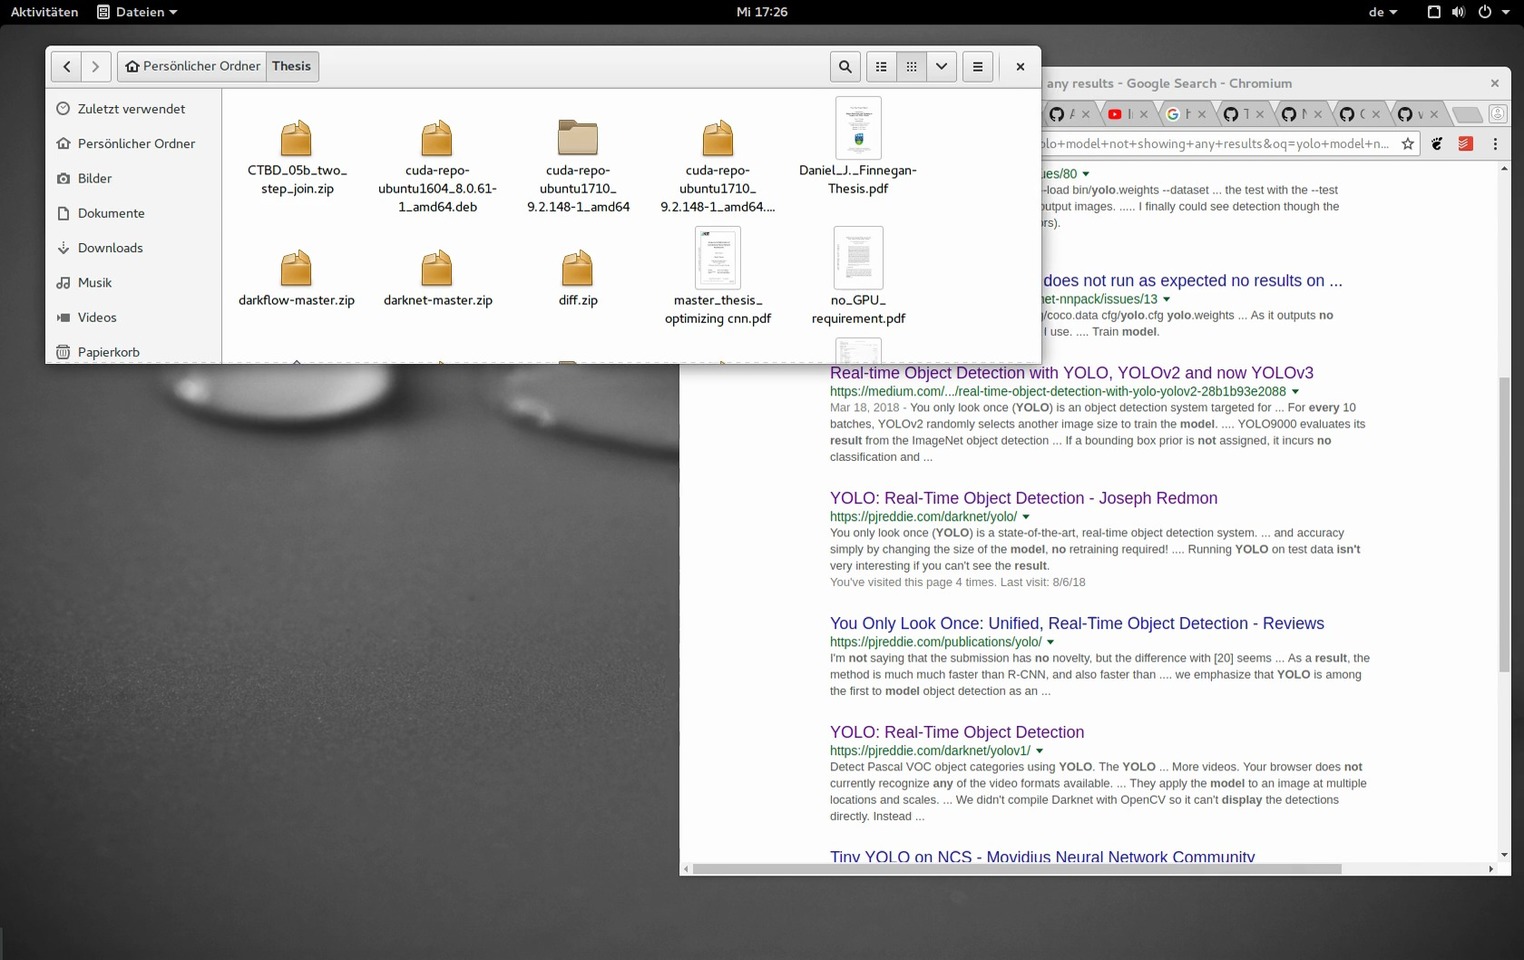 Aktivitäten
Dateien
Mi 17:26
de
Persönlicher Ordner
Thesis
Zuletzt verwendet
Persönlicher Ordner
Bilder
Dokumente
Downloads
Musik
Videos
Papierkorb
CTBD_05b_two_
step_join.zip
cuda-repo-
ubuntu1604_8.0.61-
1_amd64.deb
cuda-repo-
ubuntu1710_
9.2.148-1_amd64
cuda-repo-
ubuntu1710_
9.2.148-1_amd64....
Daniel_J._Finnegan-
Thesis.pdf
darkflow-master.zip
darknet-master.zip
diff.zip
master_thesis_
optimizing cnn.pdf
no_GPU_
requirement.pdf
any results - Google Search - Chromium
olo+model+not+showing+any+results&oq=yolo+model+n...
ues/80
-load bin/yolo.weights --dataset ... the test with the --test
output images. ..... I finally could see detection though the
ors).
does not run as expected no results on ...
net-nnpack/issues/13
g/coco.data cfg/yolo.cfg yolo.weights ... As it outputs no
I use. .... Train model.
Real-time Object Detection with YOLO, YOLOv2 and now YOLOv3
https://medium.com/.../real-time-object-detection-with-yolo-yolov2-28b1b93e2088
Mar 18, 2018 - You only look once (YOLO) is an object detection system targeted for ... For every 10
batches, YOLOv2 randomly selects another image size to train the model. .... YOLO9000 evaluates its
result from the ImageNet object detection ... If a bounding box prior is not assigned, it incurs no
classification and ...
YOLO: Real-Time Object Detection - Joseph Redmon
https://pjreddie.com/darknet/yolo/
You only look once (YOLO) is a state-of-the-art, real-time object detection system. ... and accuracy
simply by changing the size of the model, no retraining required! .... Running YOLO on test data isn't
very interesting if you can't see the result.
You've visited this page 4 times. Last visit: 8/6/18
You Only Look Once: Unified, Real-Time Object Detection - Reviews
https://pjreddie.com/publications/yolo/
I'm not saying that the submission has no novelty, but the difference with [20] seems ... As a result, the
method is much much faster than R-CNN, and also faster than .... we emphasize that YOLO is among
the first to model object detection as an ...
YOLO: Real-Time Object Detection
https://pjreddie.com/darknet/yolov1/
Detect Pascal VOC object categories using YOLO. The YOLO ... More videos. Your browser does not
currently recognize any of the video formats available. ... They apply the model to an image at multiple
locations and scales. ... We didn't compile Darknet with OpenCV so it can't display the detections
directly. Instead ...
Tiny YOLO on NCS - Movidius Neural Network Community